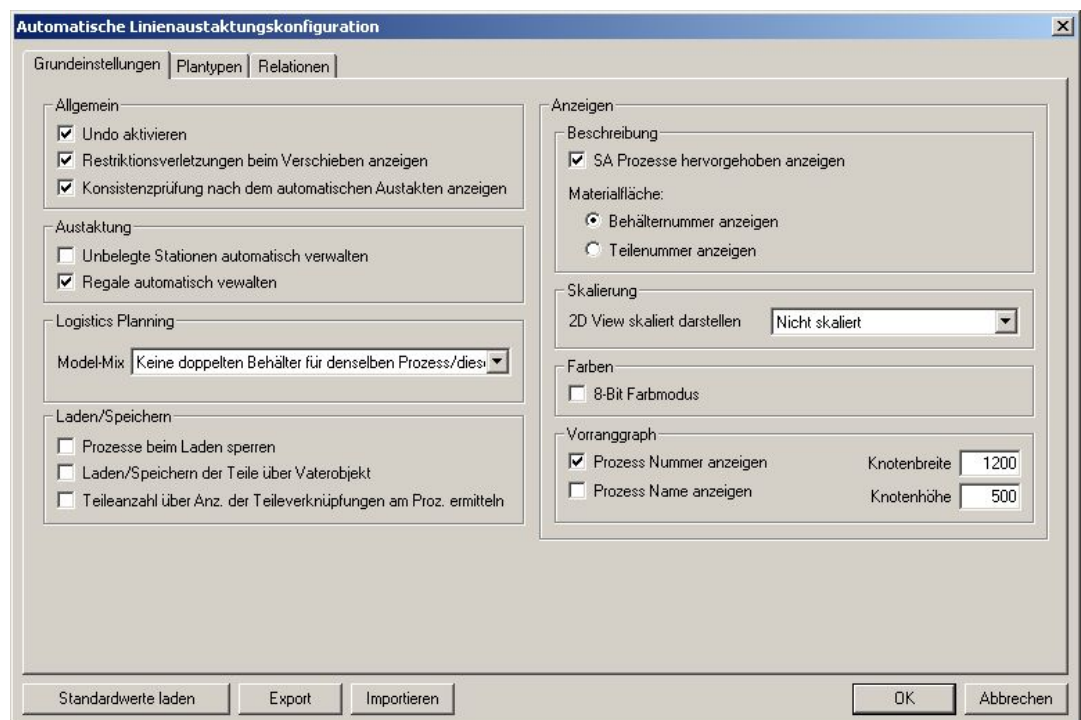 Automatische Linienaustaktungskonfiguration
Grundeinstellungen Plantypen Relationen
Allgemein
Undo aktivieren
Restriktionsverletzungen beim Verschieben anzeigen
Konsistenzprüfung nach dem automatischen Austakten anzeigen
Austaktung
Unbelegte Stationen automatisch verwalten
Regale automatisch vewalten
Logistics Planning
Model-Mix Keine doppelten Behälter für denselben Prozess/dies
Laden/Speichern
Prozesse beim Laden sperren
Laden/Speichern der Teile über Vaterobjekt
Teileanzahl über Anz. der Teileverknüpfungen am Proz. ermitteln
Anzeigen
Beschreibung
SA Prozesse hervorgehoben anzeigen
Materialfläche:
Behälternummer anzeigen
Teilenummer anzeigen
Skalierung
2D View skaliert darstellen Nicht skaliert
Farben
8-Bit Farbmodus
Vorranggraph
Prozess Nummer anzeigen Knotenbreite 1200
Prozess Name anzeigen Knotenhöhe 500
Standardwerte laden Export Importieren OK Abbrechen